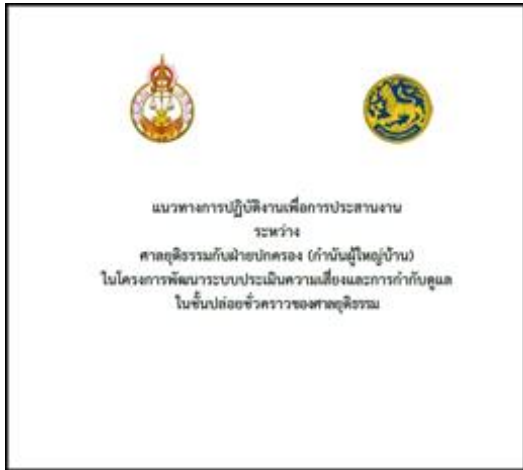 แนวทางการปฏิบัติงานเพื่อการประสานงาน
ระหว่าง
ศาลยุติธรรมกับฝ่ายปกครอง (กำนันผู้ใหญ่บ้าน)
ในโครงการพัฒนาระบบประเมินความเสี่ยงและการกำกับดูแล
ในชั้นปล่อยชั่วคราวของศาลยุติธรรม